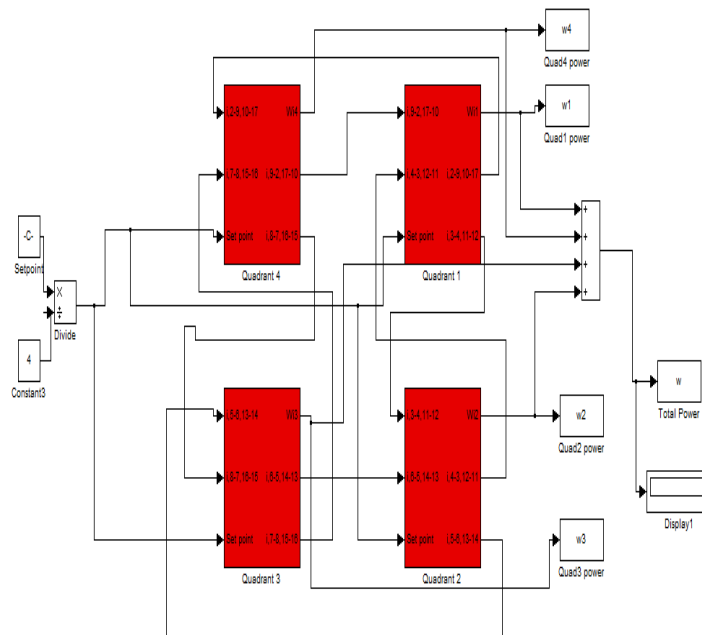 w4
Quad4 power
w1
Quad1 power
i,2-9,10-17
Wi4
i,7-8,15-16
i,9-2,17-10
Set point
i,8-7,16-15
Quadrant 4
i,9-2,17-10
Wi1
i,4-3,12-11
i,2-9,10-17
Set point
i,3-4,11-12
Quadrant 1
-C-
Setpoint
×
÷
Divide
4
Constant3
+
+
+
+
w
Total Power
i,5-6,13-14
Wi3
i,8-7,16-15
i,6-5,14-13
Set point
i,7-8,15-16
Quadrant 3
i,3-4,11-12
Wi2
i,6-5,14-13
i,4-3,12-11
Set point
i,5-6,13-14
Quadrant 2
w2
Quad2 power
Display1
w3
Quad3 power